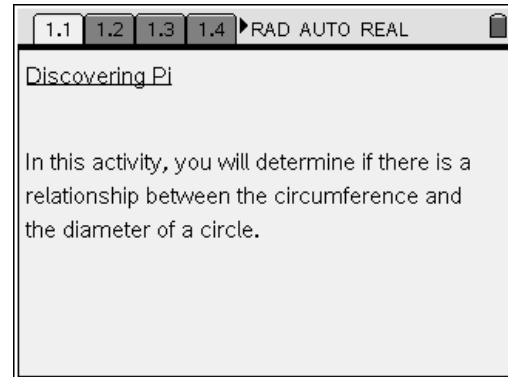 1.1 1.2 1.3 1.4 RAD AUTO REAL
Discovering Pi
In this activity, you will determine if there is a
relationship between the circumference and
the diameter of a circle.